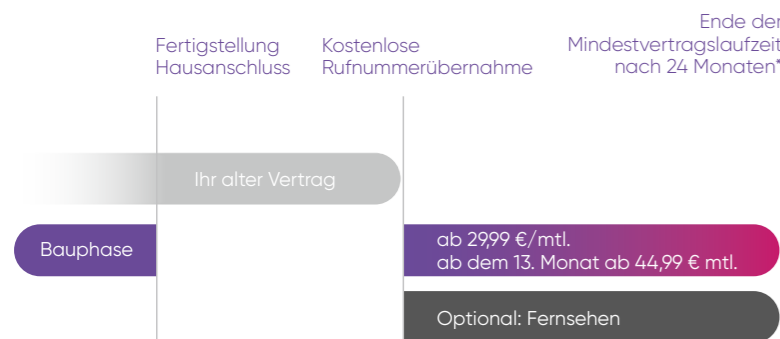 Fertigstellung
Hausanschluss
Kostenlose
Rufnummerübernahme
Ende der
Mindestvertragslaufzeit
nach 24 Monaten*
Ihr alter Vertrag
Bauphase
ab 29,99 €/mtl.
ab dem 13. Monat ab 44,99 € mtl.
Optional: Fernsehen